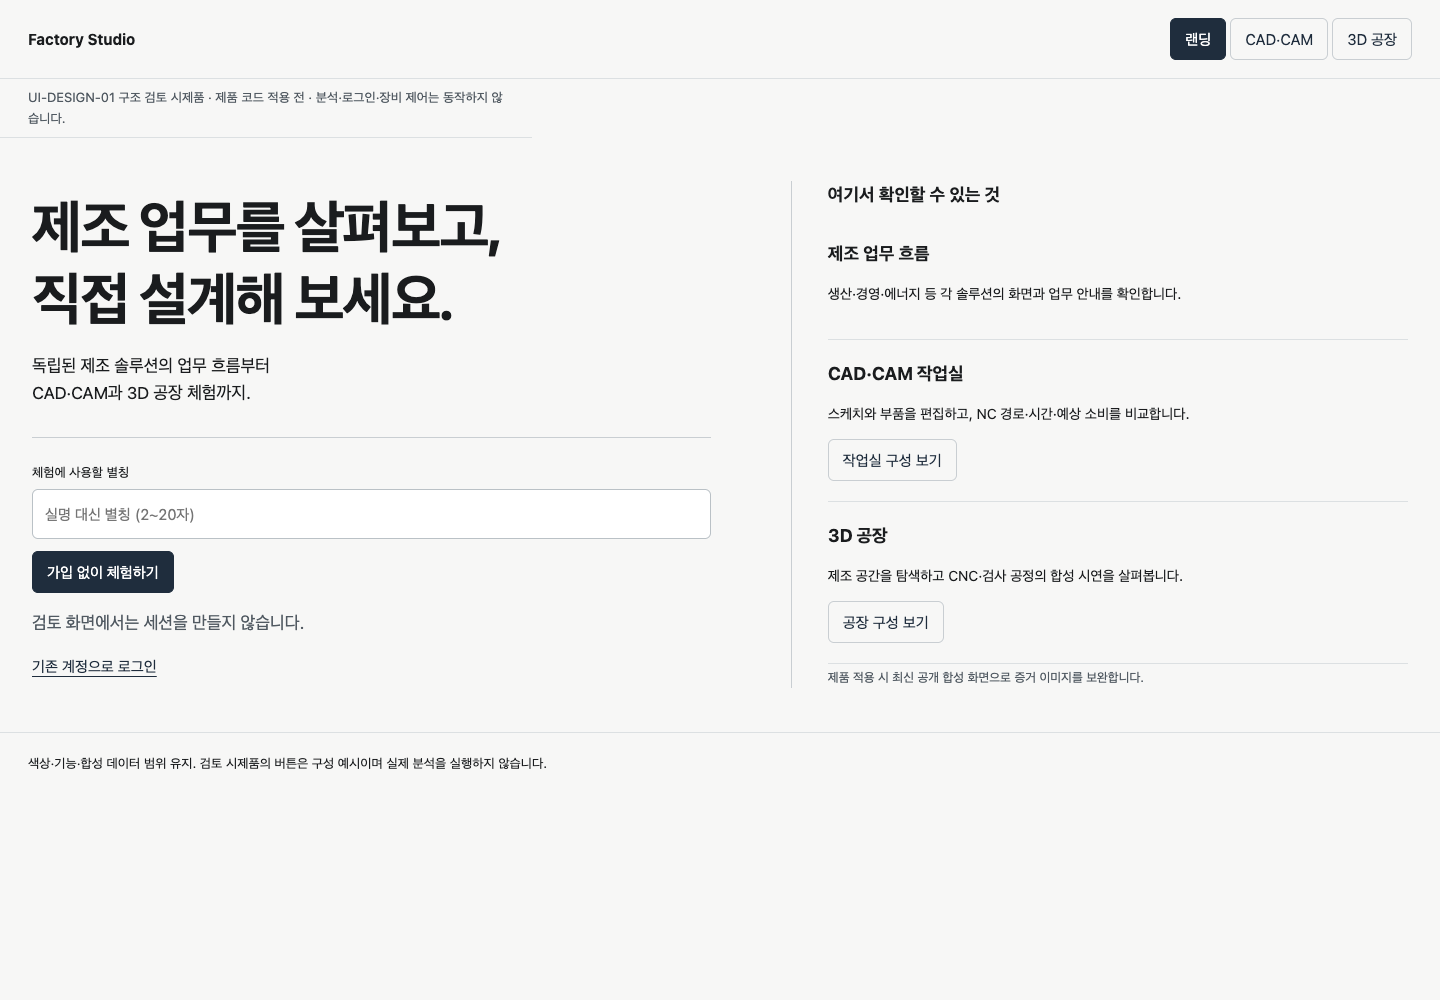 Factory Studio
랜딩
CAD·CAM
3D 공장
UI-DESIGN-01 구조 검토 시제품 · 제품 코드 적용 전 · 분석·로그인·장비 제어는 동작하지 않
습니다.
제조 업무를 살펴보고,
직접 설계해 보세요.
독립된 제조 솔루션의 업무 흐름부터
CAD·CAM과 3D 공장 체험까지.
체험에 사용할 별칭
실명 대신 별칭 (2~20자)
가입 없이 체험하기
검토 화면에서는 세션을 만들지 않습니다.
기존 계정으로 로그인
여기서 확인할 수 있는 것
제조 업무 흐름
생산·경영·에너지 등 각 솔루션의 화면과 업무 안내를 확인합니다.
CAD·CAM 작업실
스케치와 부품을 편집하고, NC 경로·시간·예상 소비를 비교합니다.
작업실 구성 보기
3D 공장
제조 공간을 탐색하고 CNC·검사 공정의 합성 시연을 살펴봅니다.
공장 구성 보기
제품 적용 시 최신 공개 합성 화면으로 증거 이미지를 보완합니다.
색상·기능·합성 데이터 범위 유지. 검토 시제품의 버튼은 구성 예시이며 실제 분석을 실행하지 않습니다.